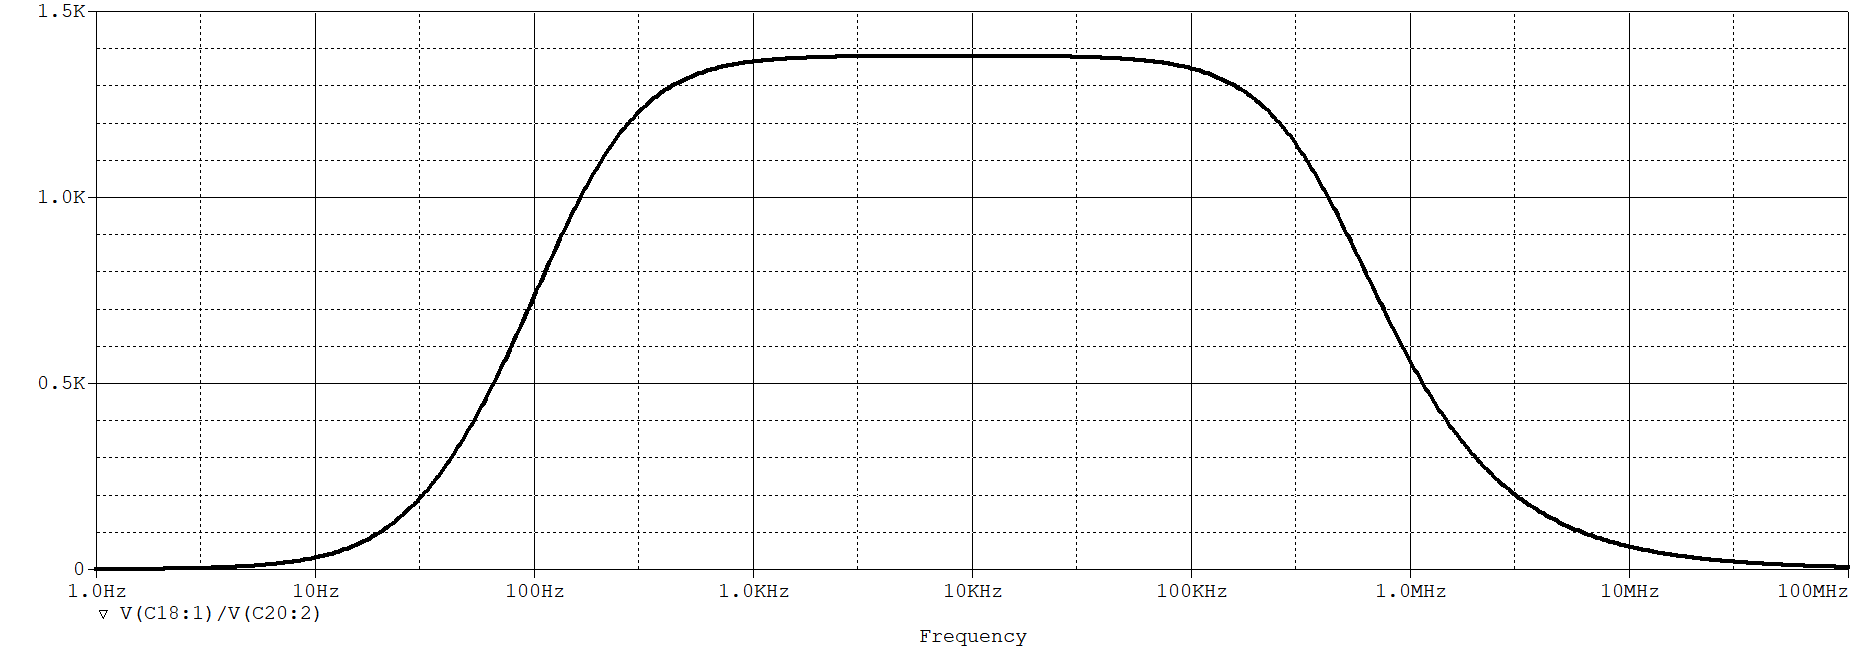 1.5K
1.0K
0.5K
0
1.0Hz 10Hz 100Hz 1.0KHz 10KHz 100KHz 1.0MHz 10MHz 100MHz
▽ V(C18:1)/V(C20:2)
Frequency